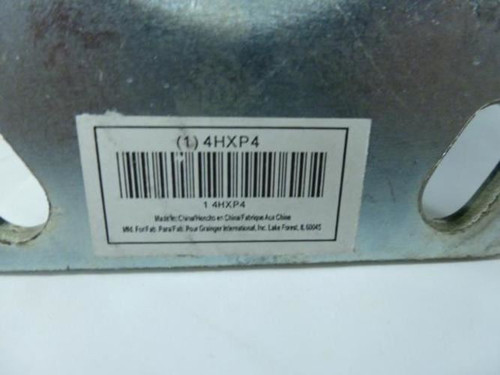 (1) 4HXP4
1 4HXP4
Made in China/Hencho en China/Fabrique Aux China
Mfd. For/Fab. Para/Fab. Pour Grainger International, Inc. Lake Forest, IL 60045